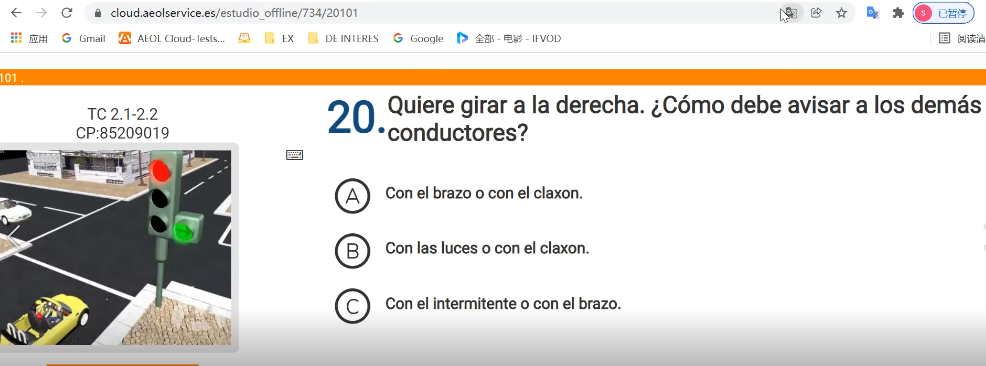 cloud.aeolservice.es/estudio_offline/734/20101
S 已暂停
应用 Gmail AEOL Cloud-Tests... EX DE INTERES Google 全部 - 电影 - IFVOD 阅读清
101 .
TC 2.1-2.2
CP:85209019
20. Quiere girar a la derecha. ¿Cómo debe avisar a los demás
conductores?
A Con el brazo o con el claxon.
B Con las luces o con el claxon.
C Con el intermitente o con el brazo.